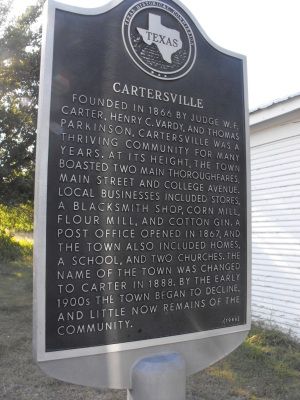 TEXAS HISTORICAL COMMISSION
TEXAS
CARTERSVILLE
FOUNDED IN 1866 BY JUDGE W.F.
CARTER, HENRY C. VARDY, AND THOMAS
PARKINSON, CARTERSVILLE WAS A
THRIVING COMMUNITY FOR MANY
YEARS. AT ITS HEIGHT, THE TOWN
BOASTED TWO MAIN THOROUGHFARES,
MAIN STREET AND COLLEGE AVENUE.
LOCAL BUSINESSES INCLUDED STORES,
A BLACKSMITH SHOP, CORN MILL,
FLOUR MILL, AND COTTON GIN. A
POST OFFICE OPENED IN 1867, AND
THE TOWN ALSO INCLUDED HOMES,
A SCHOOL, AND TWO CHURCHES. THE
NAME OF THE TOWN WAS CHANGED
TO CARTER IN 1888. BY THE EARLY
1900s THE TOWN BEGAN TO DECLINE,
AND LITTLE NOW REMAINS OF THE
COMMUNITY.